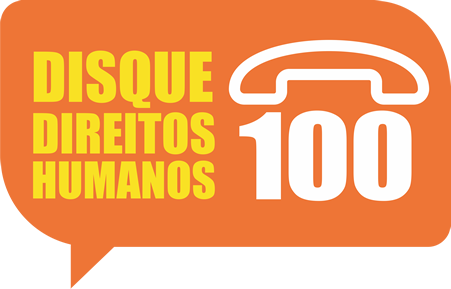 DISQUE
DIREITOS
HUMANOS
100